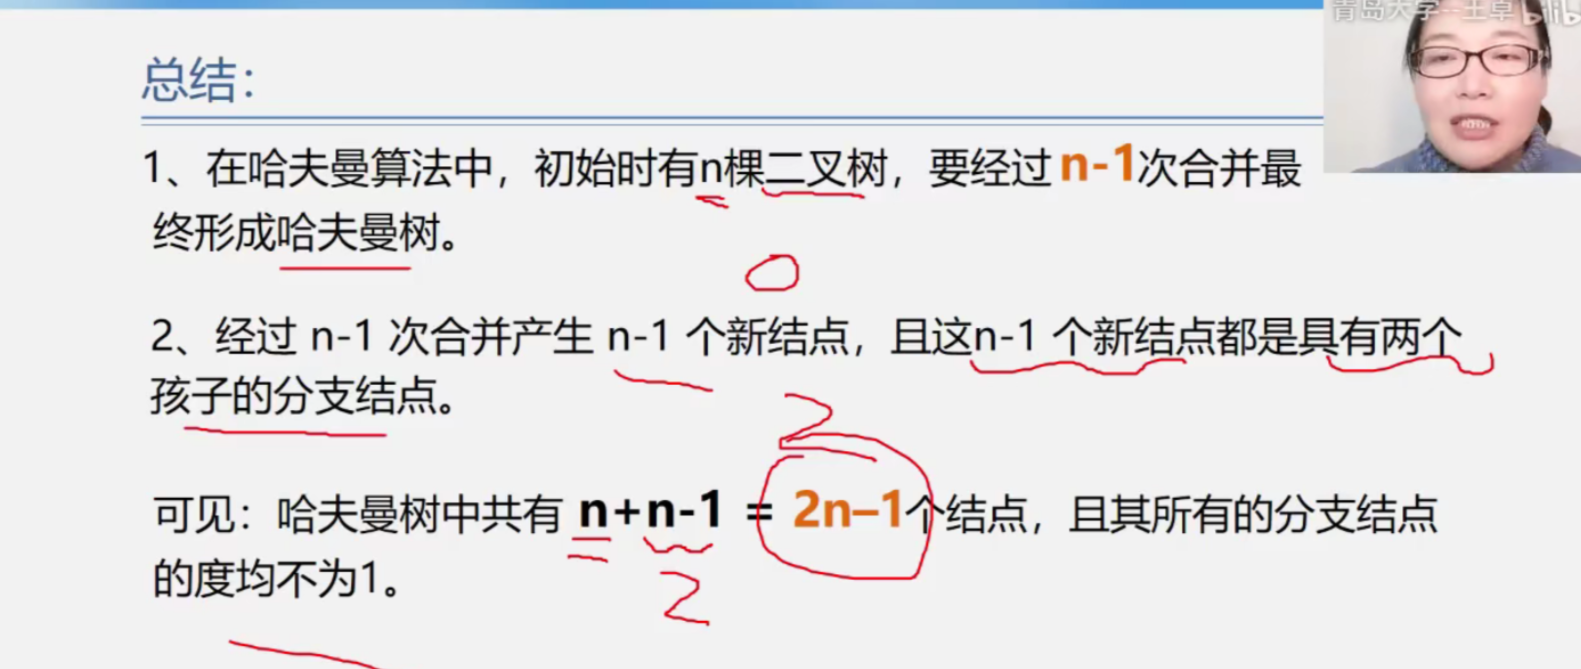 青岛大学--王卓 bilib
总结：
1、在哈夫曼算法中，初始时有n棵二叉树，要经过 n-1次合并最
终形成哈夫曼树。
0
2、经过 n-1 次合并产生 n-1 个新结点，且这n-1 个新结点都是具有两个
孩子的分支结点。
2
可见：哈夫曼树中共有 n+n-1 = 2n–1个结点，且其所有的分支结点
的度均不为1。
2